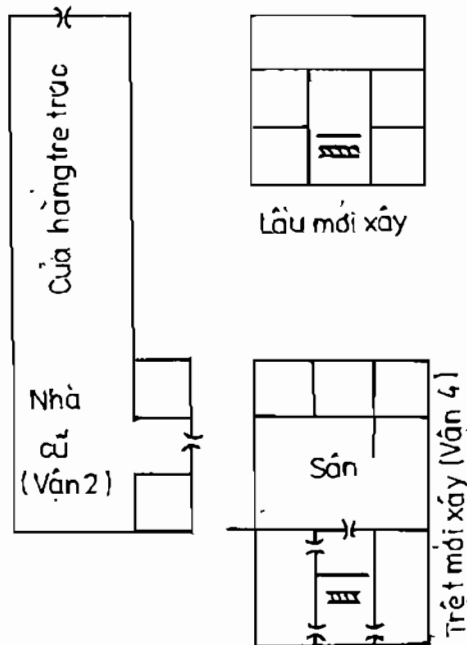 Cửa hàng tre trúc
Nhà
cũ
(Vận 2)
Lầu mới xây
Sân
Trệt mới xây (Vận 4)